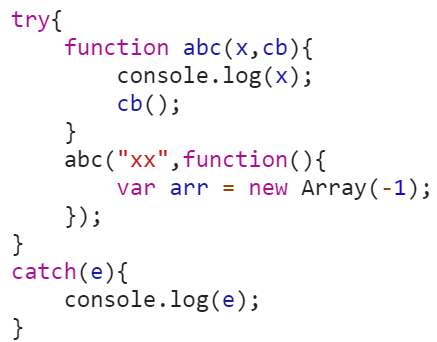 try{
    function abc(x,cb){
        console.log(x);
        cb();
    }
    abc("xx",function(){
        var arr = new Array(-1);
    });
}
catch(e){
    console.log(e);
}